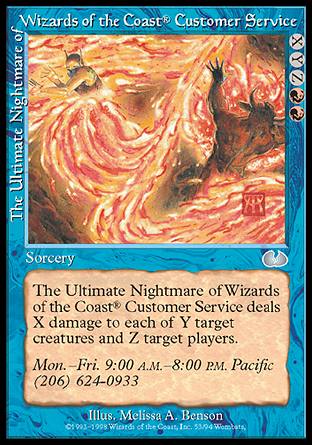 The Ultimate Nightmare of
Wizards of the Coast® Customer Service
X
Y
Z
Sorcery
The Ultimate Nightmare of Wizards
of the Coast® Customer Service deals
X damage to each of Y target
creatures and Z target players.
Mon.–Fri. 9:00 A.M.–8:00 P.M. Pacific
(206) 624-0933
Illus. Melissa A. Benson
©1993–1998 Wizards of the Coast, Inc. 53/94 Wombats,